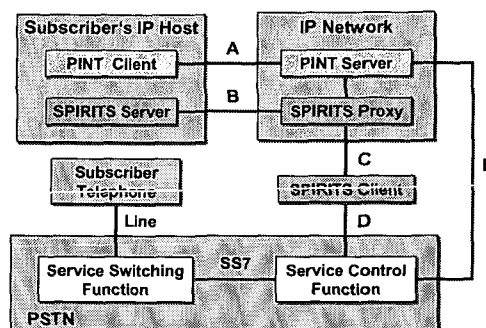 Subscriber's IP Host
IP Network
A
PINT Client
PINT Server
B
SPIRITS Server
SPIRITS Proxy
C
Subscriber
Telephone
SPIRITS Client
Line
D
SS7
Service Switching
Function
Service Control
Function
PSTN